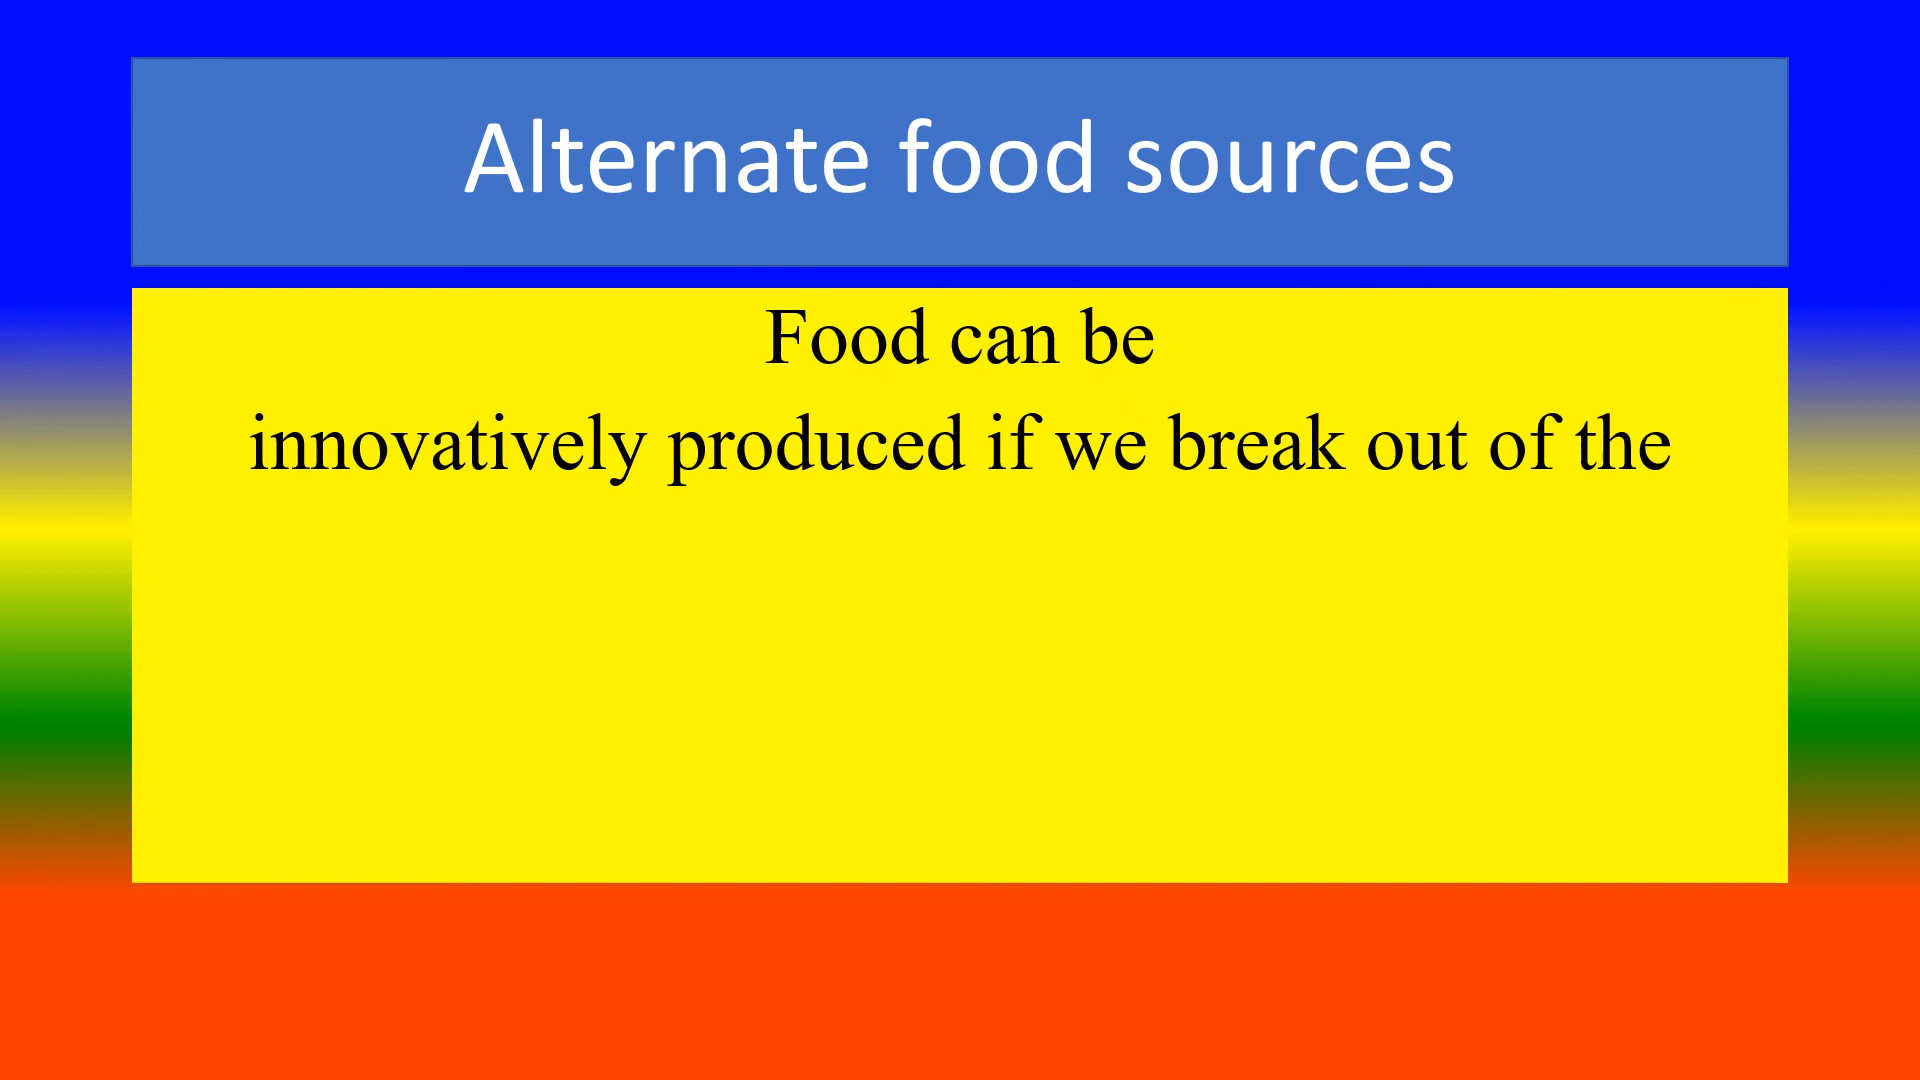 Alternate food sources
Food can be
innovatively produced if we break out of the